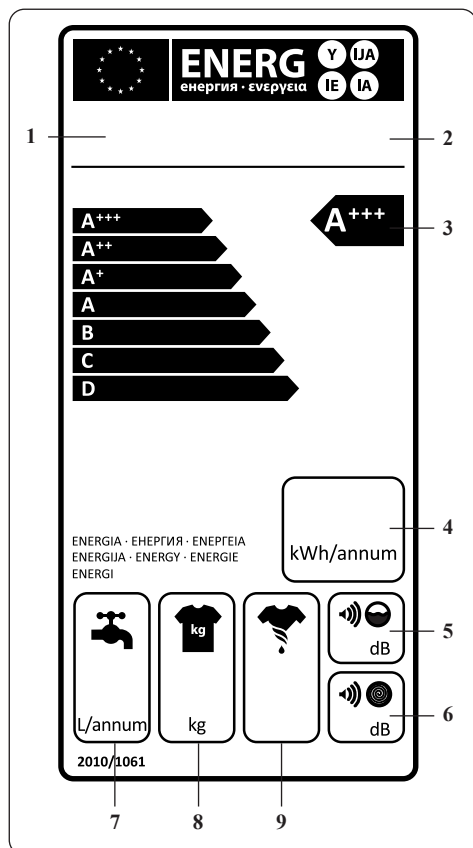 ENERG Y IJA
енергия · ενεργεια IE IA
1
2
A+++
A+++
3
A++
A+
A
B
C
D
4
kWh/annum
ENERGIA · ЕНЕРГИЯ · ΕΝΕΡΓΕΙΑ
ENERGIJA · ENERGY · ENERGIE
ENERGI
kg
dB
5
L/annum
kg
dB
6
2010/1061
7
8
9